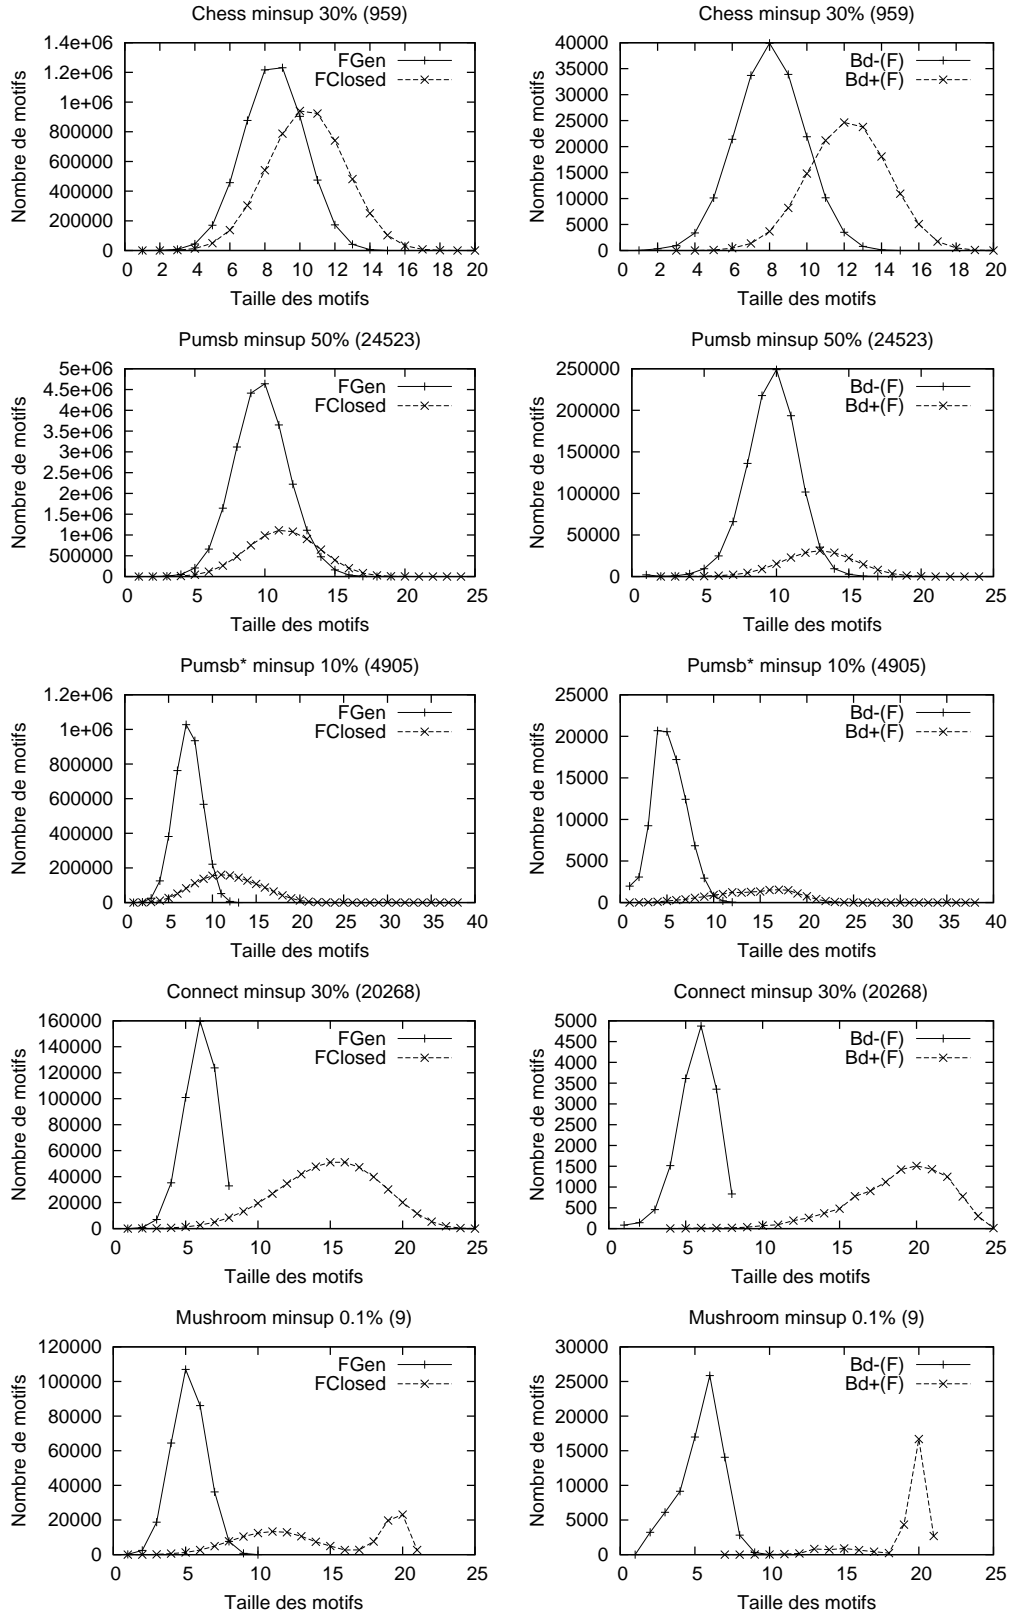 Chess minsup 30% (959)
Nombre de motifs
1.4e+06
1.2e+06
1e+06
800000
600000
400000
200000
0
FGen
FClosed
0 2 4 6 8 10 12 14 16 18 20
Taille des motifs
Nombre de motifs
40000
35000
30000
25000
20000
15000
10000
5000
0
Bd-(F)
Bd+(F)
0 2 4 6 8 10 12 14 16 18 20
Taille des motifs
Pumsb minsup 50% (24523)
Nombre de motifs
5e+06
4.5e+06
4e+06
3.5e+06
3e+06
2.5e+06
2e+06
1.5e+06
1e+06
500000
0
FGen
FClosed
0 5 10 15 20 25
Taille des motifs
Pumsb minsup 50% (24523)
Nombre de motifs
250000
200000
150000
100000
50000
0
Bd-(F)
Bd+(F)
0 5 10 15 20 25
Taille des motifs
Pumsb* minsup 10% (4905)
Nombre de motifs
1.2e+06
1e+06
800000
600000
400000
200000
0
FGen
FClosed
0 5 10 15 20 25 30 35 40
Taille des motifs
Pumsb* minsup 10% (4905)
Nombre de motifs
25000
20000
15000
10000
5000
0
Bd-(F)
Bd+(F)
0 5 10 15 20 25 30 35 40
Taille des motifs
Connect minsup 30% (20268)
Nombre de motifs
160000
140000
120000
100000
80000
60000
40000
20000
0
FGen
FClosed
0 5 10 15 20 25
Taille des motifs
Connect minsup 30% (20268)
Nombre de motifs
5000
4500
4000
3500
3000
2500
2000
1500
1000
500
0
Bd-(F)
Bd+(F)
0 5 10 15 20 25
Taille des motifs
Mushroom minsup 0.1% (9)
Nombre de motifs
120000
100000
80000
60000
40000
20000
0
FGen
FClosed
0 5 10 15 20 25
Taille des motifs
Mushroom minsup 0.1% (9)
Nombre de motifs
30000
25000
20000
15000
10000
5000
0
Bd-(F)
Bd+(F)
0 5 10 15 20 25
Taille des motifs
Chess minsup 30% (959)